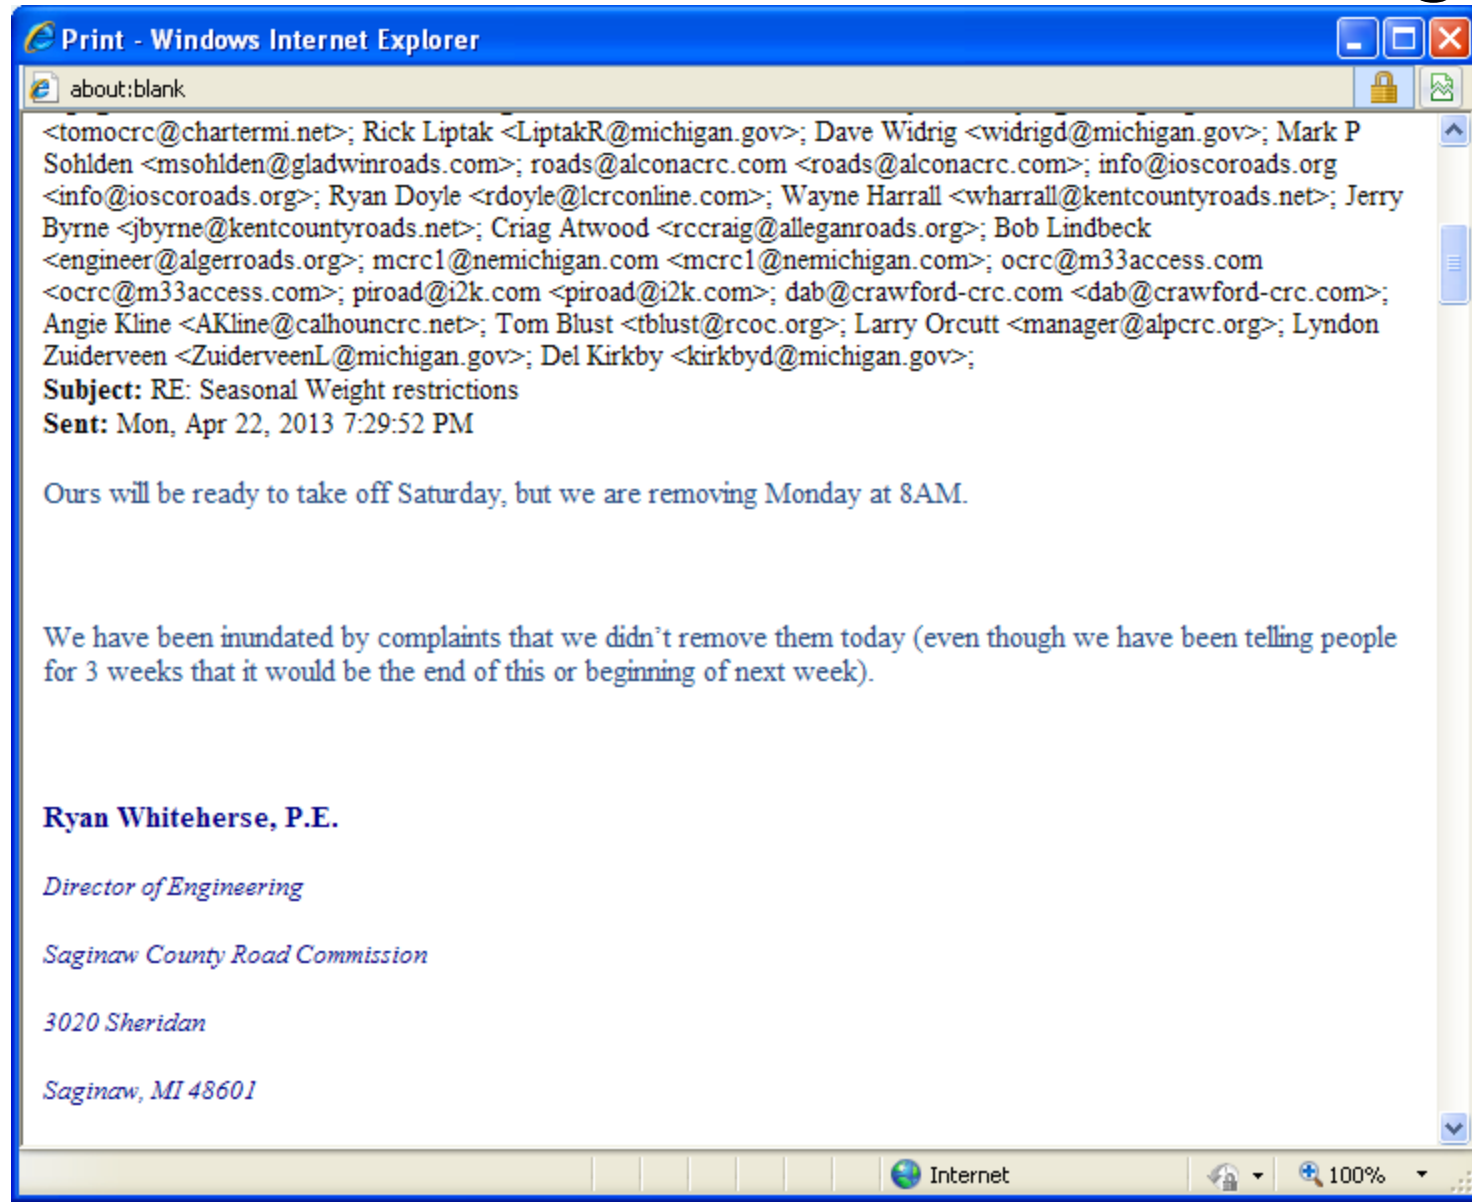 Print - Windows Internet Explorer
about:blank
<tomocrc@chartermi.net>; Rick Liptak <LiptakR@michigan.gov>; Dave Widrig <widrigd@michigan.gov>; Mark P
Sohlden <msohlden@gladwinroads.com>; roads@alconacrc.com <roads@alconacrc.com>; info@ioscoroads.org
<info@ioscoroads.org>; Ryan Doyle <rdoyle@lcrconline.com>; Wayne Harrall <wharrall@kentcountyroads.net>; Jerry
Byrne <jbyrne@kentcountyroads.net>; Criag Atwood <rccraig@alleganroads.org>; Bob Lindbeck
<engineer@algerroads.org>; mcrc1@nemichigan.com <mcrc1@nemichigan.com>; ocrc@m33access.com
<ocrc@m33access.com>; piroad@i2k.com <piroad@i2k.com>; dab@crawford-crc.com <dab@crawford-crc.com>;
Angie Kline <AKline@calhouncrc.net>; Tom Blust <tblust@rcoc.org>; Larry Orcutt <manager@alpcrc.org>; Lyndon
Zuiderveen <ZuiderveenL@michigan.gov>; Del Kirkby <kirkbyd@michigan.gov>;
Subject: RE: Seasonal Weight restrictions
Sent: Mon, Apr 22, 2013 7:29:52 PM
Ours will be ready to take off Saturday, but we are removing Monday at 8AM.
We have been inundated by complaints that we didn’t remove them today (even though we have been telling people
for 3 weeks that it would be the end of this or beginning of next week).
Ryan Whiteherse, P.E.
Director of Engineering
Saginaw County Road Commission
3020 Sheridan
Saginaw, MI 48601
Internet
100%